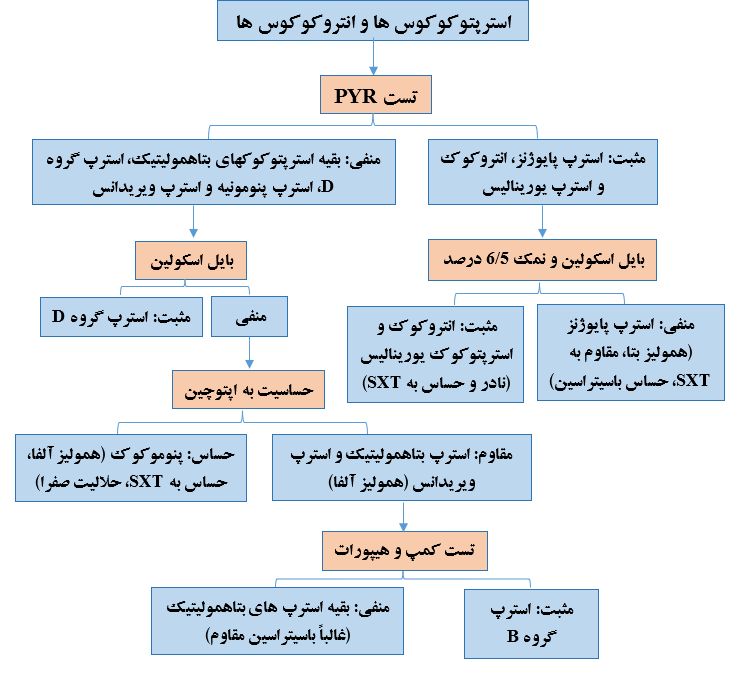 استرپتوکوکوس ها و انتروکوکوس ها
تست PYR
مثبت: استرپ پایوژنز، انتروکوک
و استرپ یورینالیس
منفی: بقیه استرپتوکوکهای بتاهمولیتیک، استرپ گروه
D، استرپ پنومونیه و استرپ ویریدانس
بایل اسکولین و نمک 6/5 درصد
بایل اسکولین
منفی: استرپ پایوژنز
(همولیز بتا، مقاوم به
SXT، حساس باسیتراسین)
مثبت: انتروکوک و
استرپتوکوک یورینالیس
(نادر و حساس به SXT)
منفی
مثبت: استرپ گروه D
حساسیت به اپتوچین
مقاوم: استرپ بتاهمولیتیک و استرپ
ویریدانس (همولیز آلفا)
حساس: پنوموکوک (همولیز آلفا،
حساس به SXT، حلالیت صفرا)
تست کمپ و هیپورات
مثبت: استرپ
گروه B
منفی: بقیه استرپ های بتاهمولیتیک
(غالباً باسیتراسین مقاوم)